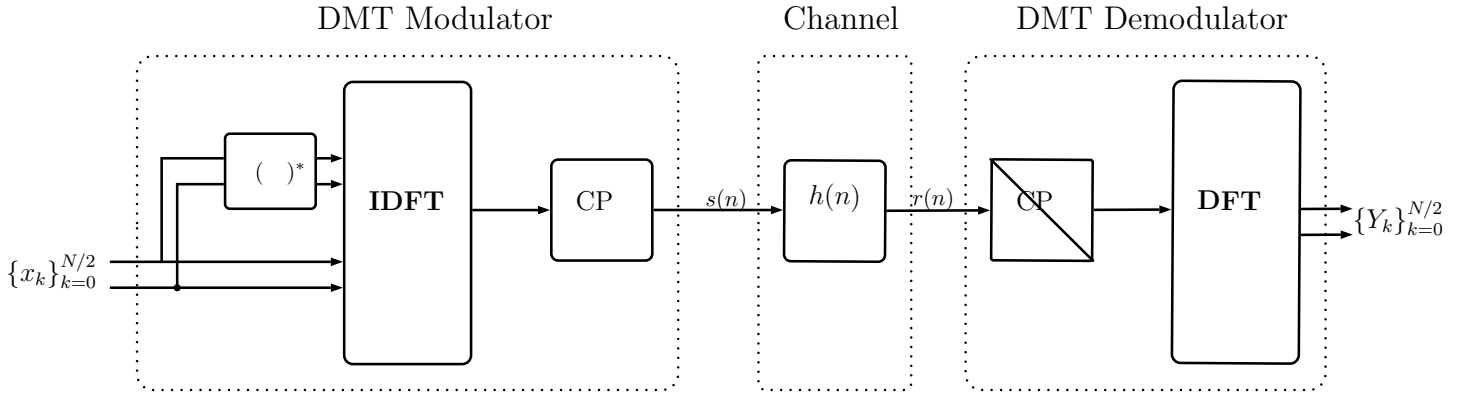 DMT Modulator
Channel
DMT Demodulator
( )*
IDFT
CP
s(n)
h(n)
r(n)
CP
DFT
{x_k}_{k=0}^{N/2}
{Y_k}_{k=0}^{N/2}